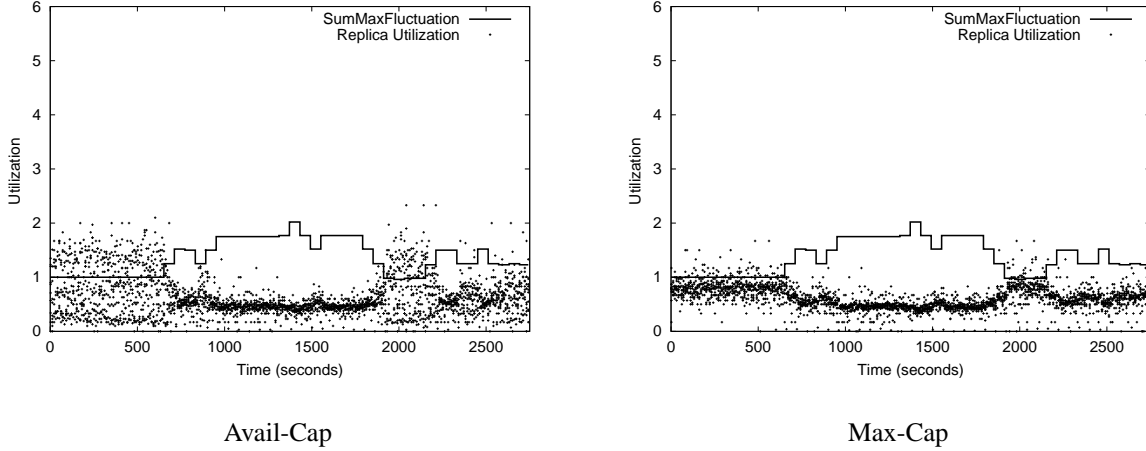 SumMaxFluctuation
Replica Utilization
6
5
4
3
2
1
0
Utilization
0 500 1000 1500 2000 2500
Time (seconds)
Avail-Cap
SumMaxFluctuation
Replica Utilization
6
5
4
3
2
1
0
Utilization
0 500 1000 1500 2000 2500
Time (seconds)
Max-Cap